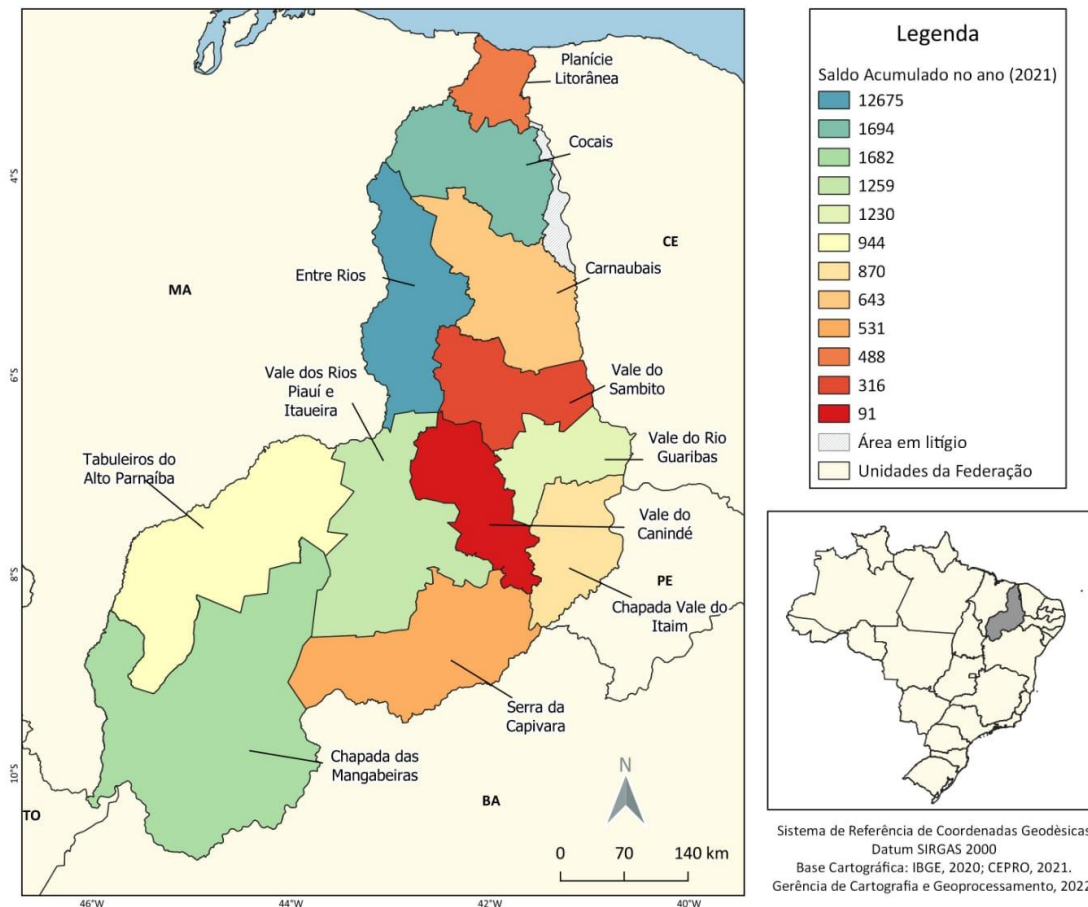 Planície
Litorânea
Cocais
4°S
CE
Entre Rios
Carnaubais
MA
Vale dos Rios
Piauí e
Itaueira
6°S
Vale do
Sambito
Tabuleiros do
Alto Parnaíba
Vale do Rio
Guaribas
Vale do
Canindé
8°S
PE
Chapada Vale do
Itaim
Serra da
Capivara
Chapada das
Mangabeiras
10°S
N
TO
BA
0 70 140 km
46°W 44°W 42°W 40°W
Legenda
Saldo Acumulado no ano (2021)
12675
1694
1682
1259
1230
944
870
643
531
488
316
91
Área em litígio
Unidades da Federação
Sistema de Referência de Coordenadas Geodèsicas
Datum SIRGAS 2000
Base Cartográfica: IBGE, 2020; CEPRO, 2021.
Gerência de Cartografia e Geoprocessamento, 2022